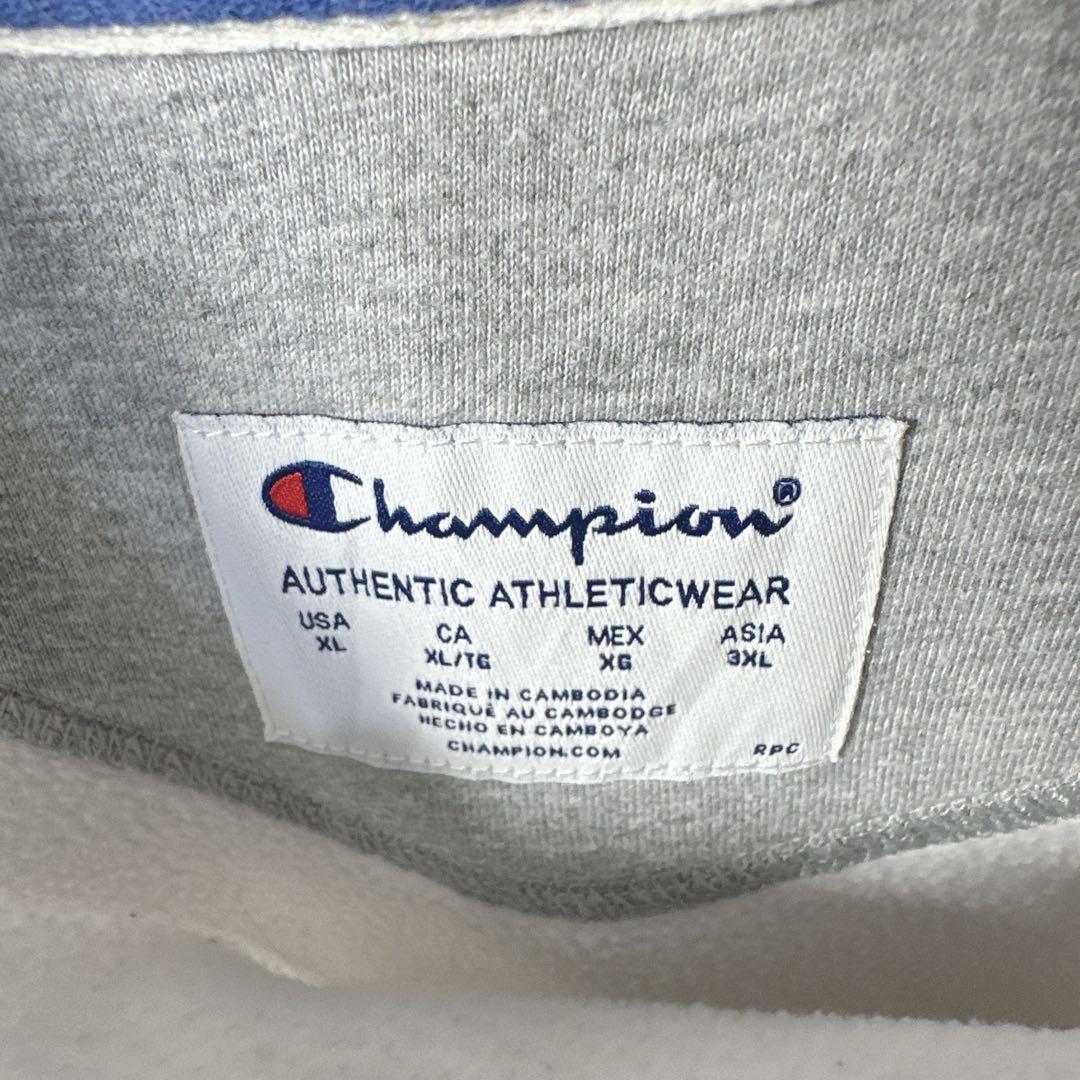 Champion®
AUTHENTIC ATHLETICWEAR
USA CA MEX ASIA
XL XL/TG XG 3XL
MADE IN CAMBODIA
FABRIQUÉ AU CAMBODGE
HECHO EN CAMBOYA
CHAMPION.COM RPC